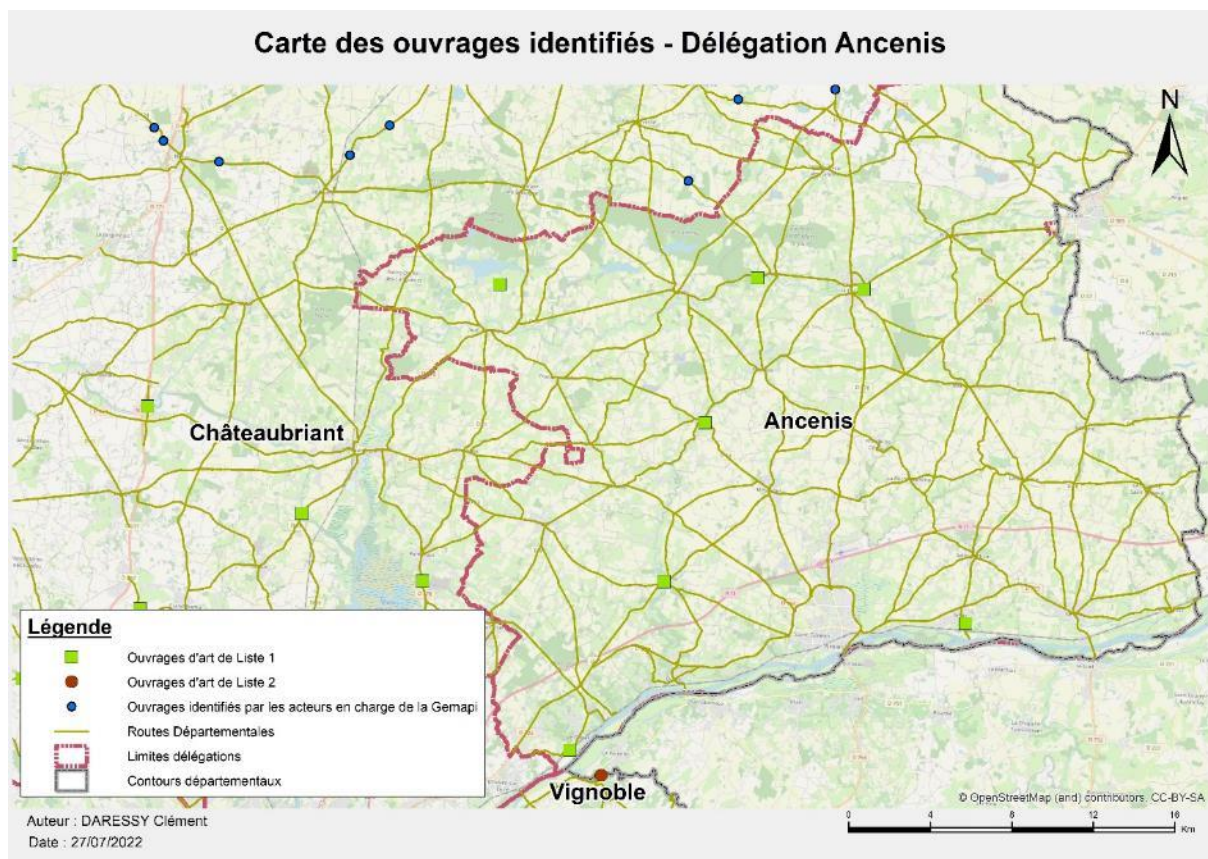 Carte des ouvrages identifiés - Délégation Ancenis
N
Châteaubriant
Ancenis
Vignoble
Légende
Ouvrages d'art de Liste 1
Ouvrages d'art de Liste 2
Ouvrages identifiés par les acteurs en charge de la Gemapi
Routes Départementales
Limites délégations
Contours départementaux
© OpenStreetMap (and) contributors, CC-BY-SA
Auteur : DARESSY Clément
Date : 27/07/2022
0 4 8 12 16
Km